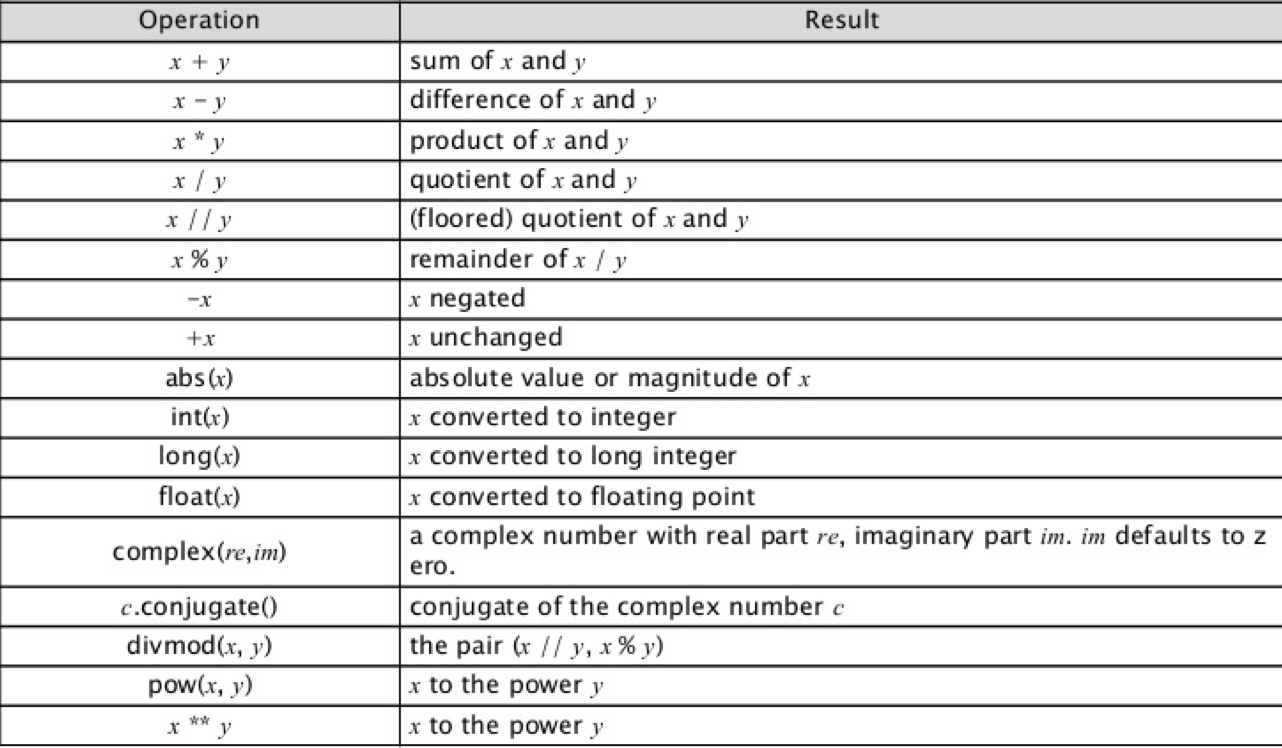 Operation Result
x + y sum of x and y
x - y difference of x and y
x * y product of x and y
x / y quotient of x and y
x // y (floored) quotient of x and y
x % y remainder of x / y
-x x negated
+x x unchanged
abs(x) absolute value or magnitude of x
int(x) x converted to integer
long(x) x converted to long integer
float(x) x converted to floating point
complex(re,im) a complex number with real part re, imaginary part im. im defaults to z
ero.
c.conjugate() conjugate of the complex number c
divmod(x, y) the pair (x // y, x % y)
pow(x, y) x to the power y
x ** y x to the power y